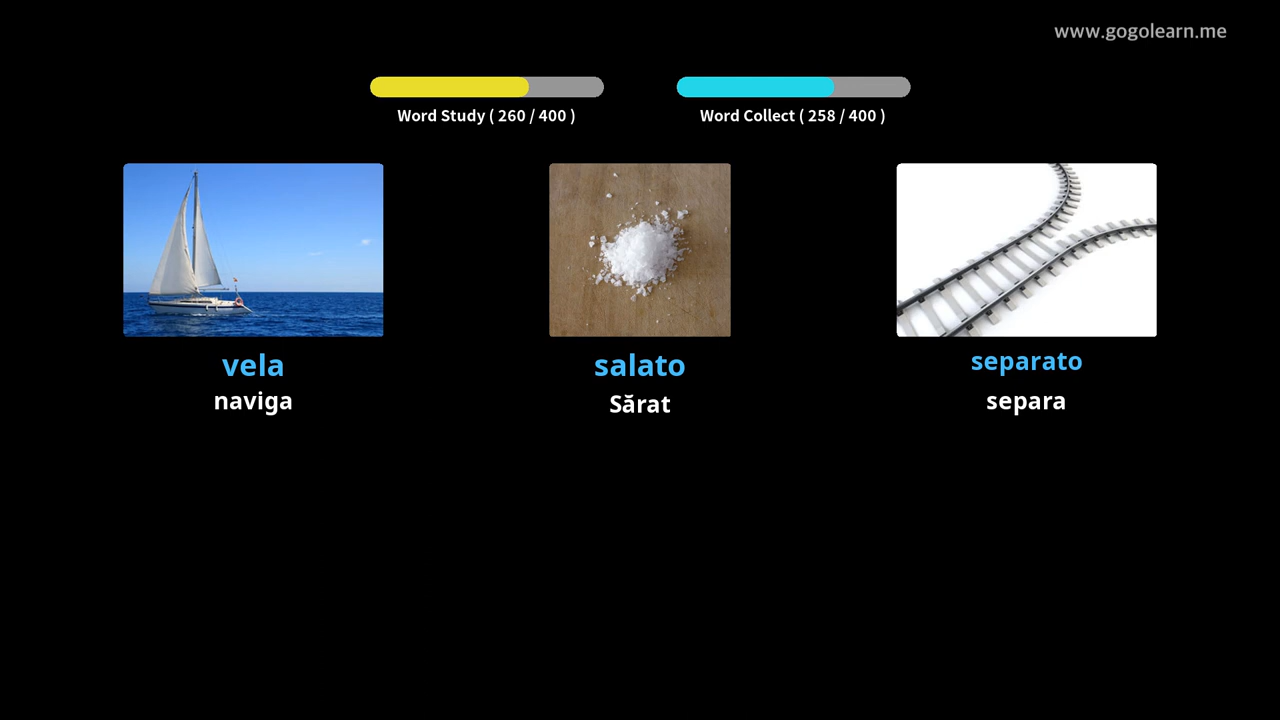 www.gogolearn.me
Word Study ( 260 / 400 )
Word Collect ( 258 / 400 )
vela
naviga
salato
Sărat
separato
separa